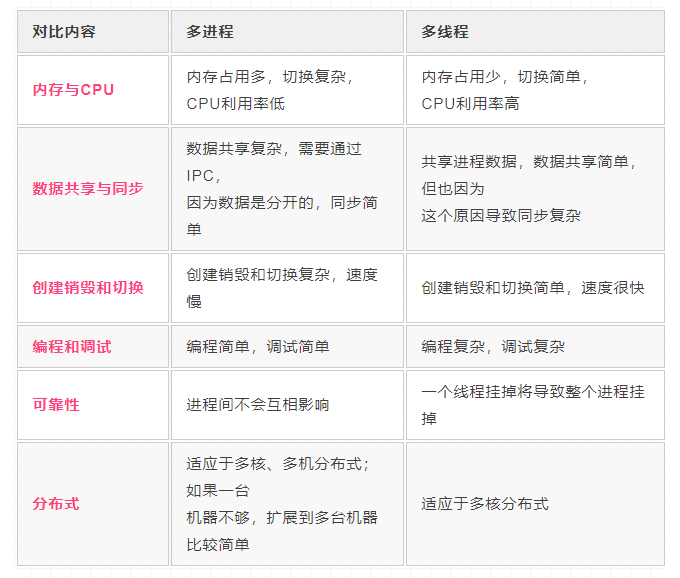 对比内容
多进程
多线程
内存与CPU
内存占用多，切换复杂，
CPU利用率低
内存占用少，切换简单，
CPU利用率高
数据共享与同步
数据共享复杂，需要通过
IPC，
因为数据是分开的，同步简
单
共享进程数据，数据共享简单，
但也因为
这个原因导致同步复杂
创建销毁和切换
创建销毁和切换复杂，速度
慢
创建销毁和切换简单，速度很快
编程和调试
编程简单，调试简单
编程复杂，调试复杂
可靠性
进程间不会互相影响
一个线程挂掉将导致整个进程挂
掉
分布式
适应于多核、多机分布式；
如果一台
机器不够，扩展到多台机器
比较简单
适应于多核分布式